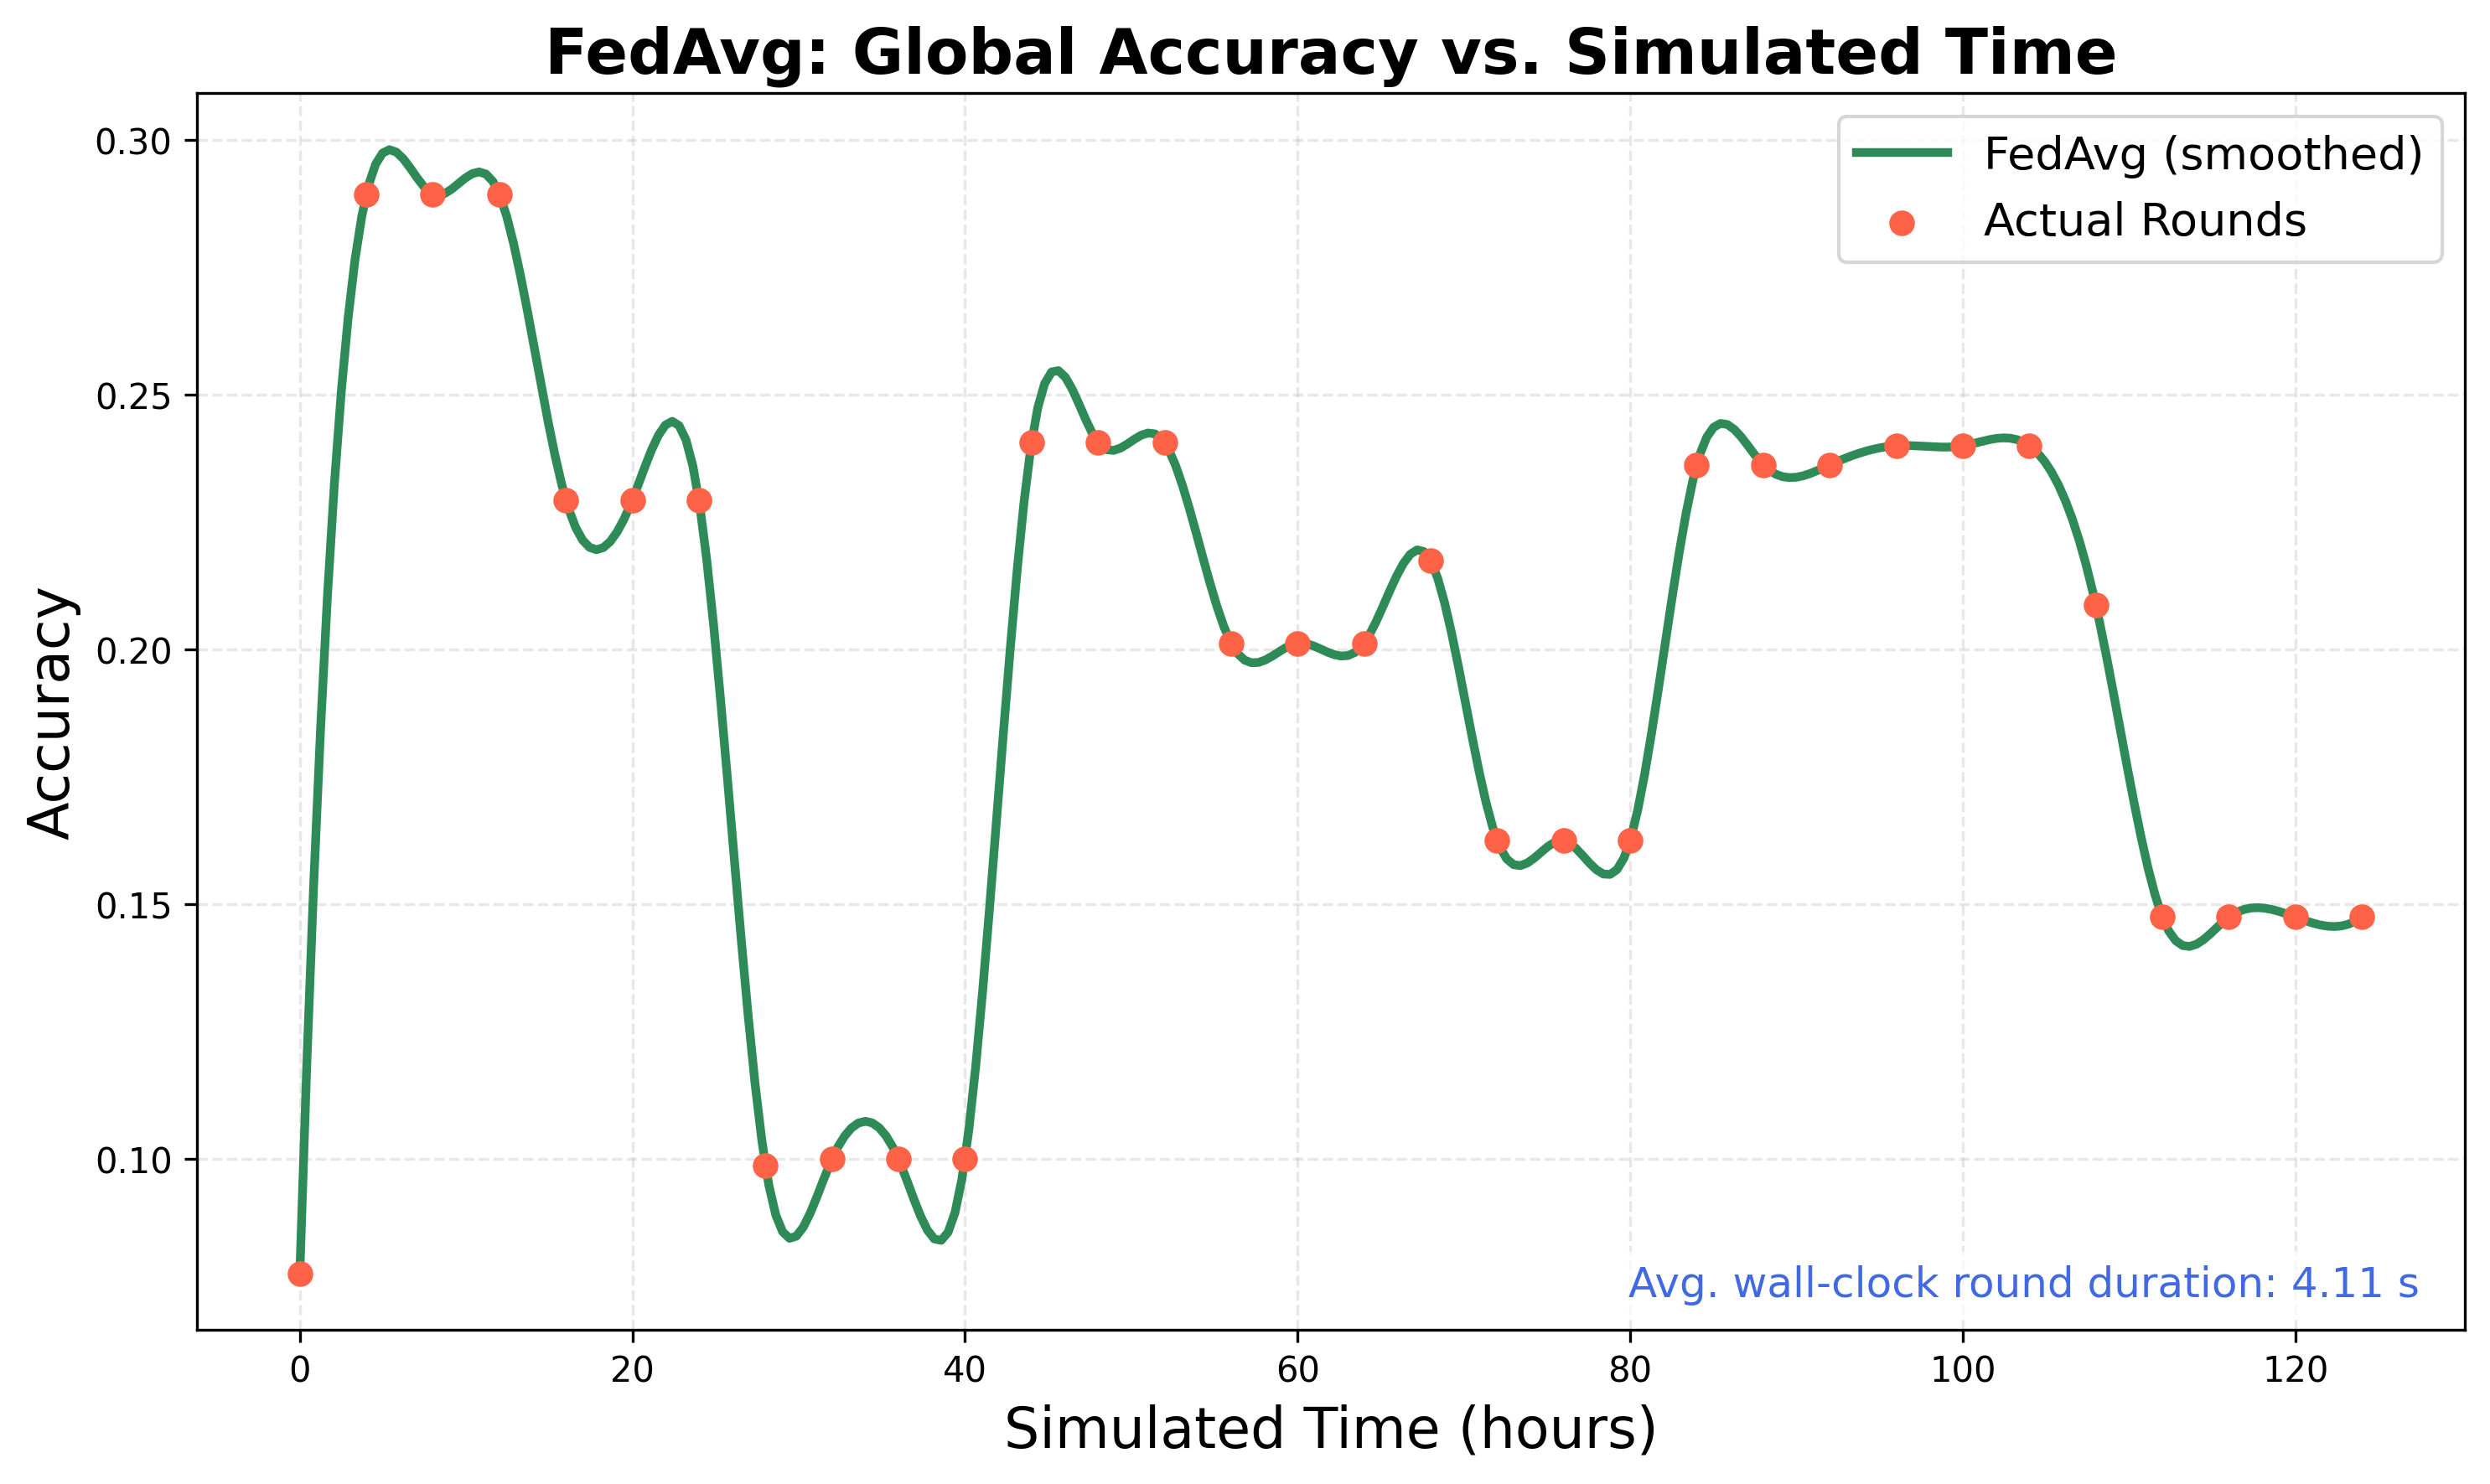 FedAvg: Global Accuracy vs. Simulated Time
FedAvg (smoothed)
Actual Rounds
Accuracy
0.30
0.25
0.20
0.15
0.10
Avg. wall-clock round duration: 4.11 s
0 20 40 60 80 100 120
Simulated Time (hours)